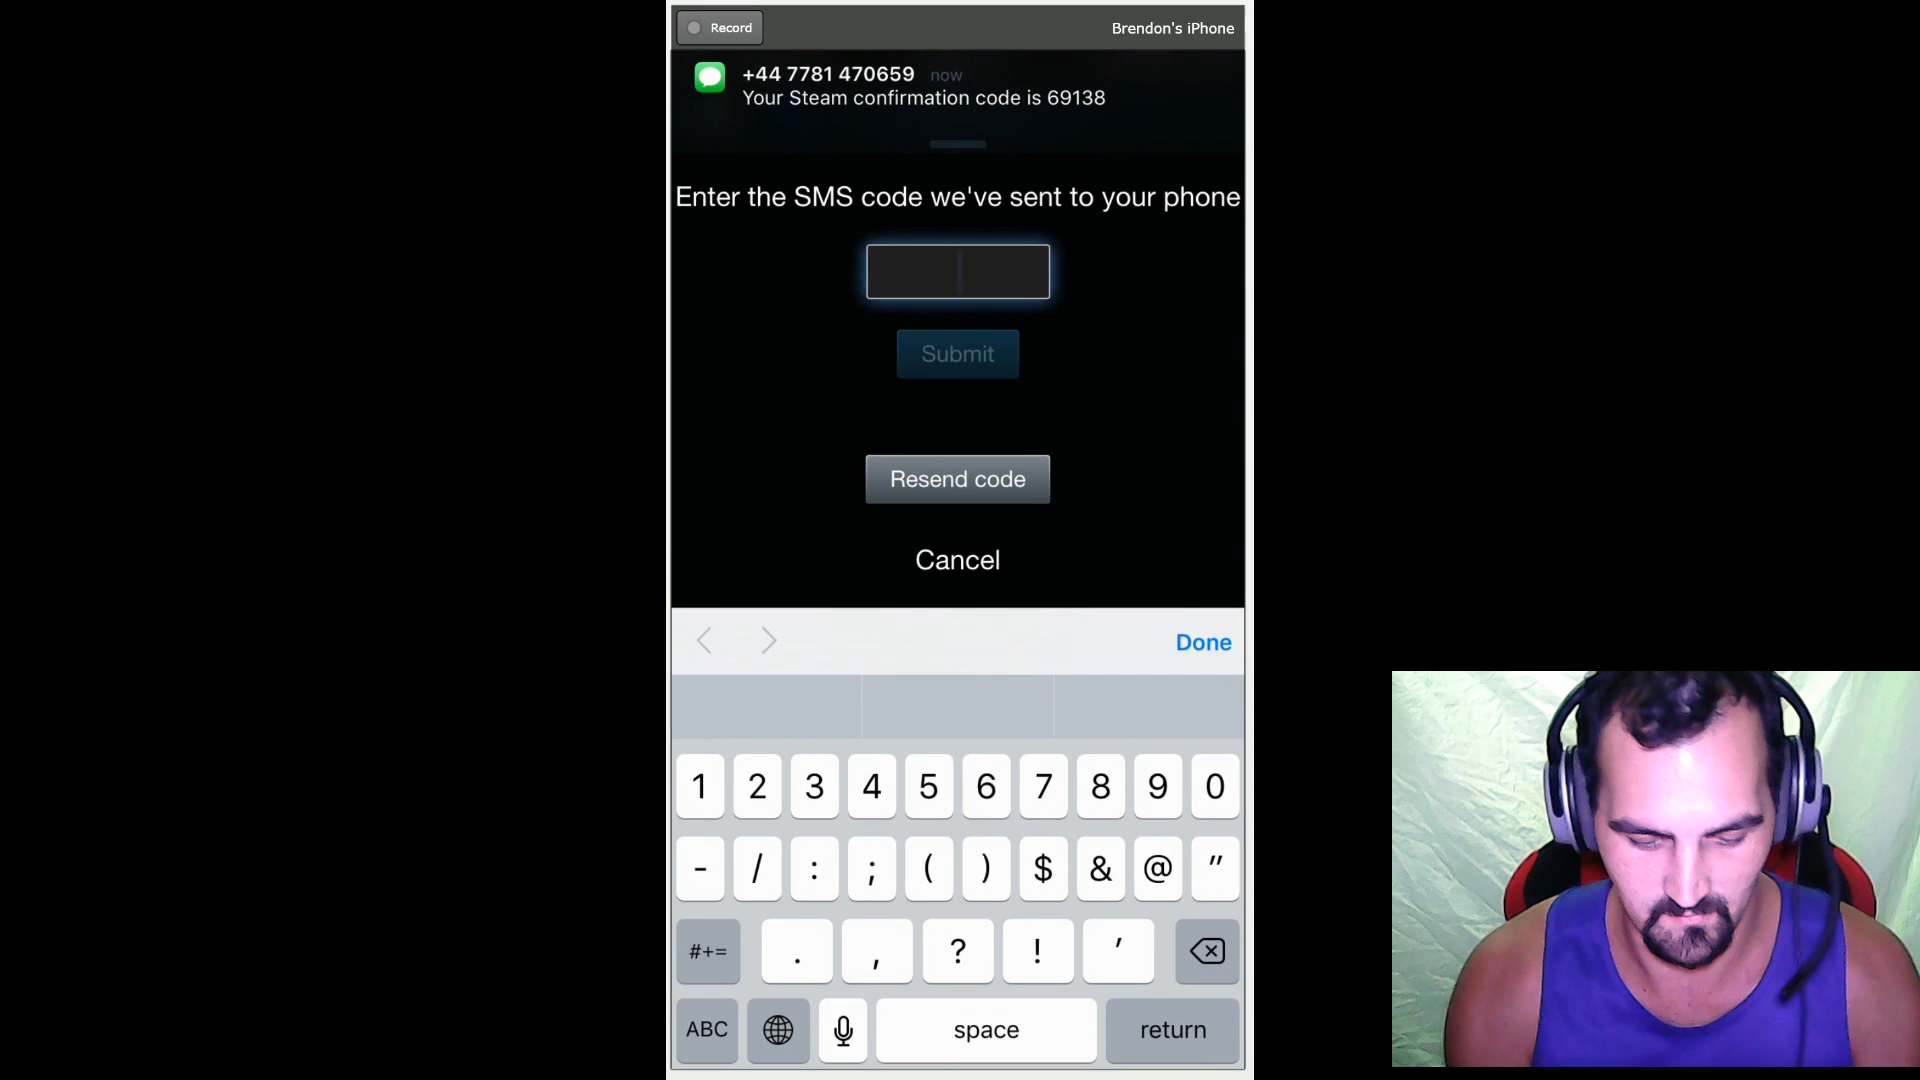 Record
Brendon's iPhone
+44 7781 470659 now
Your Steam confirmation code is 69138
Enter the SMS code we've sent to your phone
Submit
Resend code
Cancel
Done
1 2 3 4 5 6 7 8 9 0
- / : ; ( ) $ & @ "
#+= . , ? ! '
ABC space return